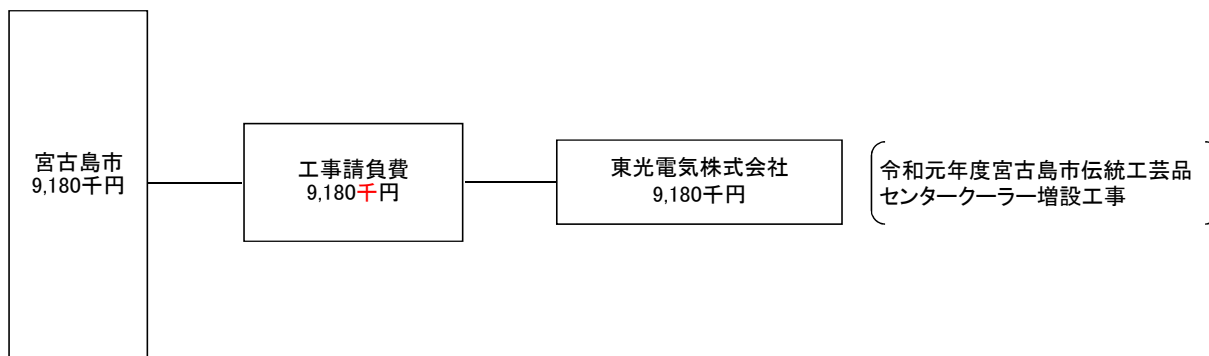 宮古島市
9,180千円
工事請負費
9,180千円
東光電気株式会社
9,180千円
令和元年度宮古島市伝統工芸品
センタークーラー増設工事